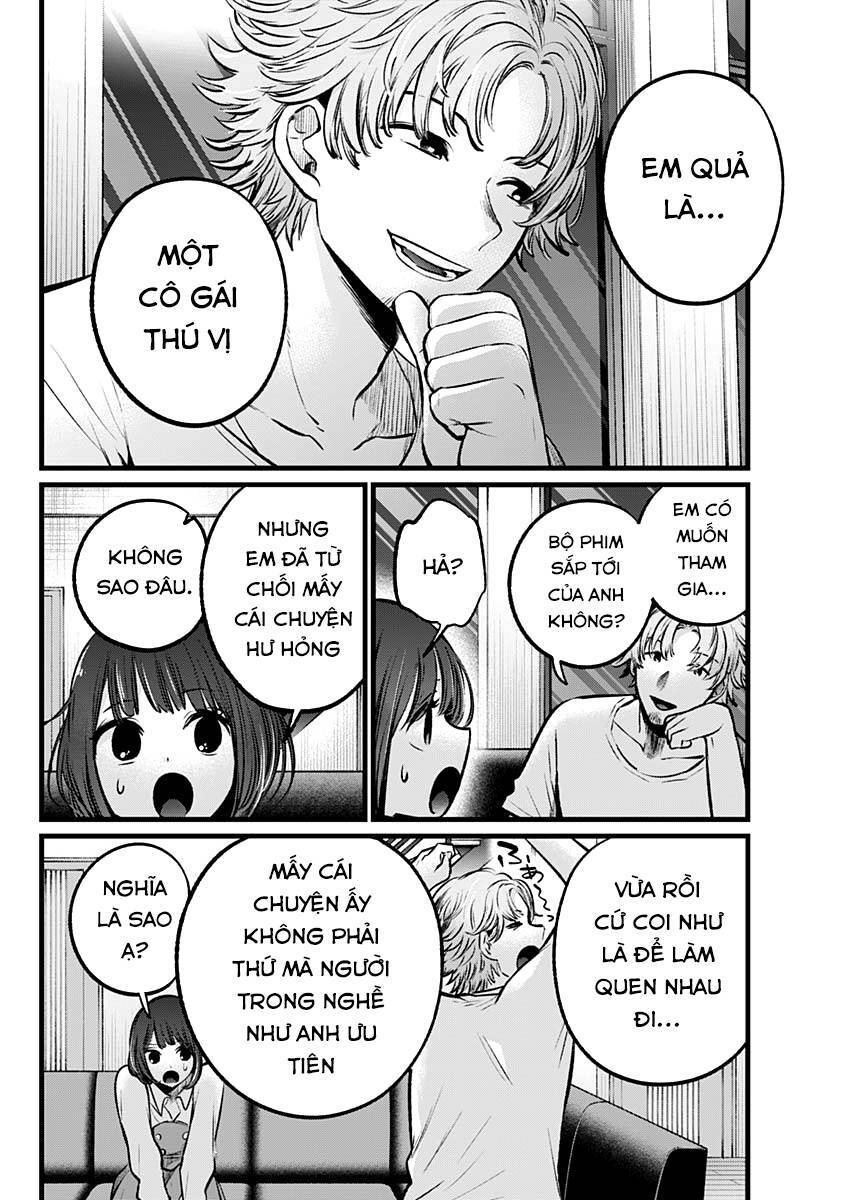 EM QUẢ
LÀ...
MỘT
CÔ GÁI
THÚ VỊ
EM CÓ
MUỐN
THAM
GIA...
BỘ PHIM
SẮP TỚI
CỦA ANH
KHÔNG?
HẢ?
NHƯNG
EM ĐÃ TỪ
CHỐI MẤY
CÁI CHUYỆN
HƯ HỎNG
KHÔNG
SAO ĐÂU.
VỪA RỒI
CỨ COI NHƯ
LÀ ĐỂ LÀM
QUEN NHAU
ĐI...
ふぁ〜っ
MẤY CÁI
CHUYỆN ẤY
KHÔNG PHẢI
THỨ MÀ NGƯỜI
TRONG NGHỀ
NHƯ ANH ƯU
TIÊN
NGHĨA
LÀ SAO
Ạ?